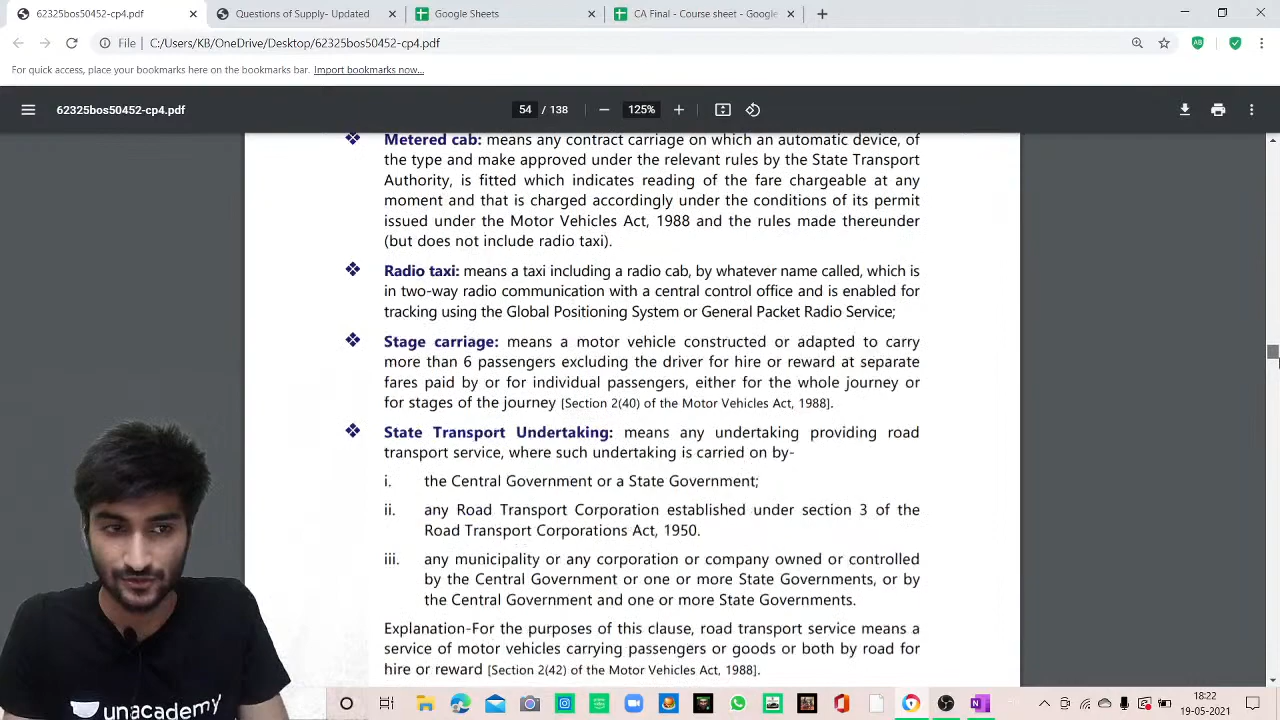 62325bos50452-cp4.pdf
Questions of Supply- Updated
Google Sheets
CA Final - Course sheet - Google
File | C:/Users/KB/OneDrive/Desktop/62325bos50452-cp4.pdf
For quick access, place your bookmarks here on the bookmarks bar. Import bookmarks now...
62325bos50452-cp4.pdf
54 / 138
125%
Metered cab: means any contract carriage on which an automatic device, of
the type and make approved under the relevant rules by the State Transport
Authority, is fitted which indicates reading of the fare chargeable at any
moment and that is charged accordingly under the conditions of its permit
issued under the Motor Vehicles Act, 1988 and the rules made thereunder
(but does not include radio taxi).
Radio taxi: means a taxi including a radio cab, by whatever name called, which is
in two-way radio communication with a central control office and is enabled for
tracking using the Global Positioning System or General Packet Radio Service;
Stage carriage: means a motor vehicle constructed or adapted to carry
more than 6 passengers excluding the driver for hire or reward at separate
fares paid by or for individual passengers, either for the whole journey or
for stages of the journey [Section 2(40) of the Motor Vehicles Act, 1988].
State Transport Undertaking: means any undertaking providing road
transport service, where such undertaking is carried on by-
i. the Central Government or a State Government;
ii. any Road Transport Corporation established under section 3 of the
Road Transport Corporations Act, 1950.
iii. any municipality or any corporation or company owned or controlled
by the Central Government or one or more State Governments, or by
the Central Government and one or more State Governments.
Explanation-For the purposes of this clause, road transport service means a
service of motor vehicles carrying passengers or goods or both by road for
hire or reward [Section 2(42) of the Motor Vehicles Act, 1988].
unacademy
18:22
19-05-2021